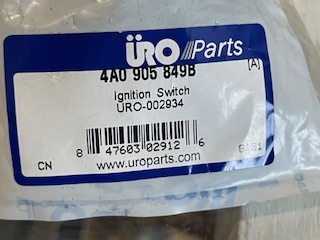 ÜRO Parts
4A0 905 849B
[A]
Ignition Switch
URO-002934
8 47603 02912 6
CN
www.uroparts.com